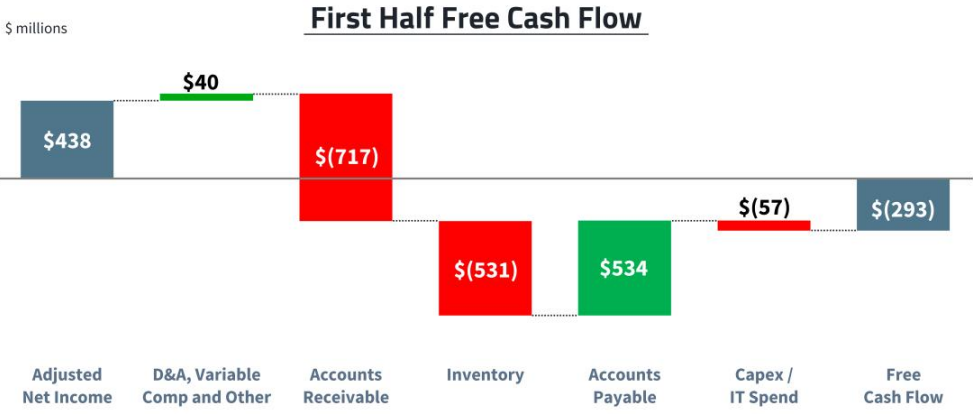 First Half Free Cash Flow
$ millions
$40
$438
$(717)
$(531)
$534
$(57)
$(293)
Adjusted
Net Income
D&A, Variable
Comp and Other
Accounts
Receivable
Inventory
Accounts
Payable
Capex /
IT Spend
Free
Cash Flow